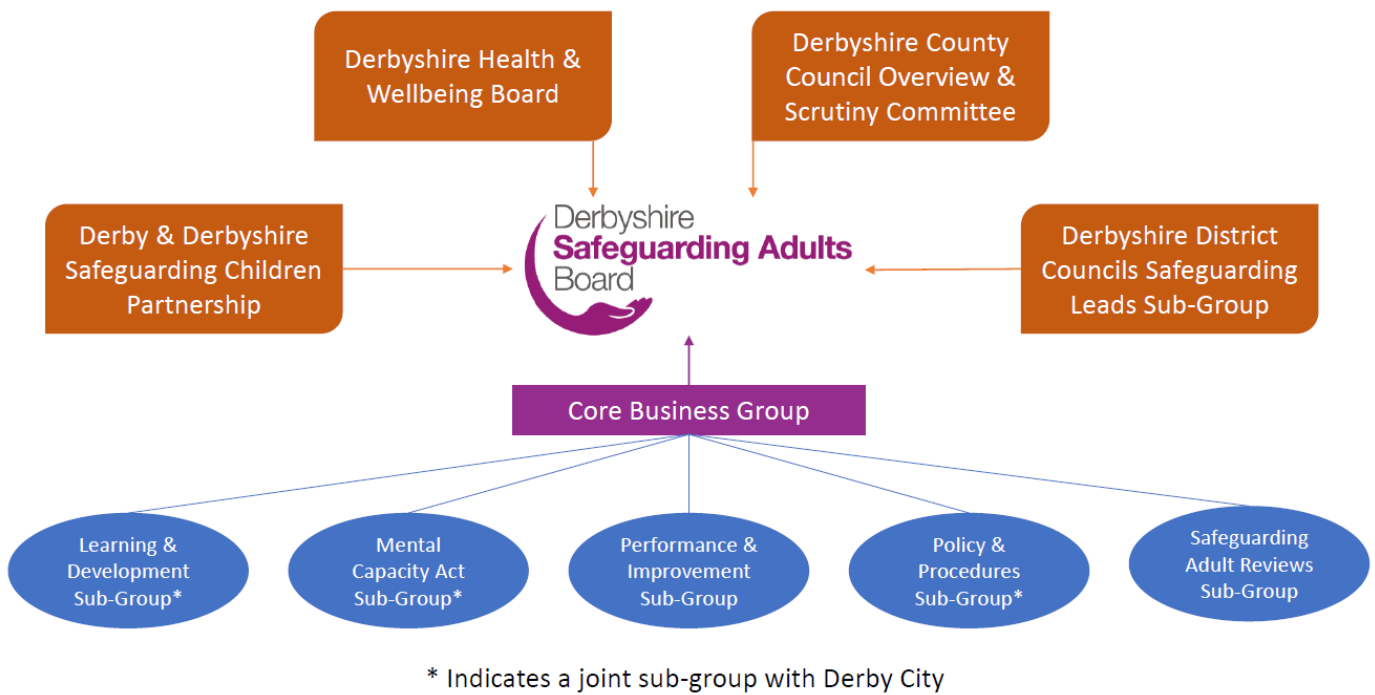 Derbyshire Health &
Wellbeing Board
Derbyshire County
Council Overview &
Scrutiny Committee
Derby & Derbyshire
Safeguarding Children
Partnership
Derbyshire
Safeguarding Adults
Board
Derbyshire District
Councils Safeguarding
Leads Sub-Group
Core Business Group
Learning &
Development
Sub-Group*
Mental
Capacity Act
Sub-Group*
Performance &
Improvement
Sub-Group
Policy &
Procedures
Sub-Group*
Safeguarding
Adult Reviews
Sub-Group
* Indicates a joint sub-group with Derby City